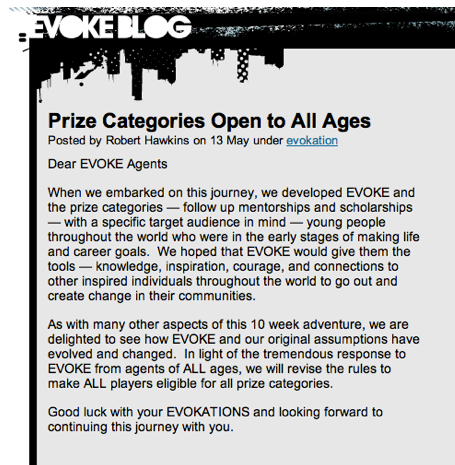 EVOKE BLOG
Prize Categories Open to All Ages
Posted by Robert Hawkins on 13 May under evokation
Dear EVOKE Agents
When we embarked on this journey, we developed EVOKE and
the prize categories — follow up mentorships and scholarships
— with a specific target audience in mind — young people
throughout the world who were in the early stages of making life
and career goals.  We hoped that EVOKE would give them the
tools — knowledge, inspiration, courage, and connections to
other inspired individuals throughout the world to go out and
create change in their communities.
As with many other aspects of this 10 week adventure, we are
delighted to see how EVOKE and our original assumptions have
evolved and changed.  In light of the tremendous response to
EVOKE from agents of ALL ages, we will revise the rules to
make ALL players eligible for all prize categories.
Good luck with your EVOKATIONS and looking forward to
continuing this journey with you.